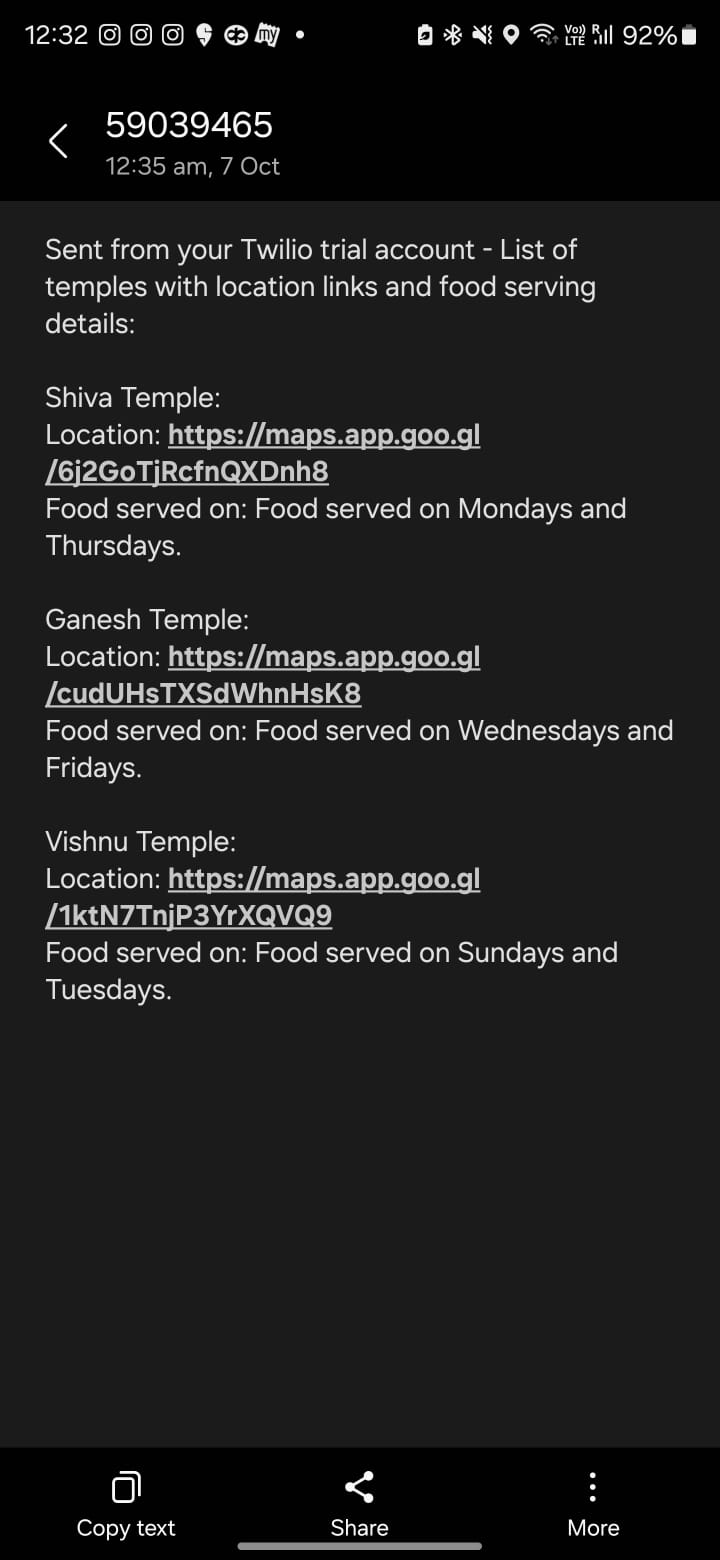 12:32 my 92%
Vo)) LTE R
59039465
12:35 am, 7 Oct
Sent from your Twilio trial account - List of
temples with location links and food serving
details:
Shiva Temple:
Location: https://maps.app.goo.gl
/6j2GoTjRcfnQXDnh8
Food served on: Food served on Mondays and
Thursdays.
Ganesh Temple:
Location: https://maps.app.goo.gl
/cudUHsTXSdWhnHsK8
Food served on: Food served on Wednesdays and
Fridays.
Vishnu Temple:
Location: https://maps.app.goo.gl
/1ktN7TnjP3YrXQVQ9
Food served on: Food served on Sundays and
Tuesdays.
Copy text Share More